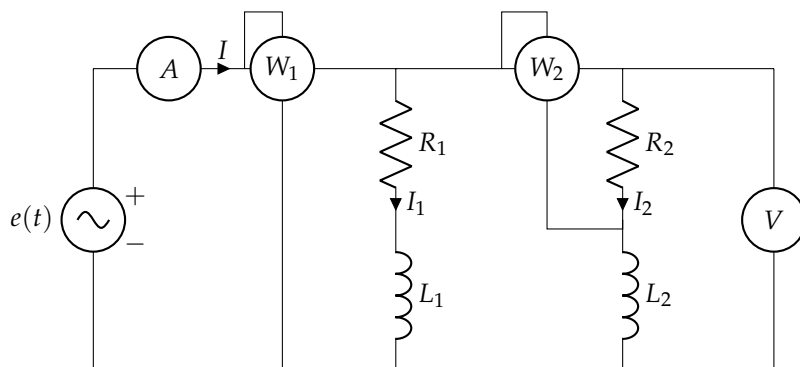 I
A
W₁
W₂
R₁
R₂
I₁
I₂
e(t)
+
−
V
L₁
L₂